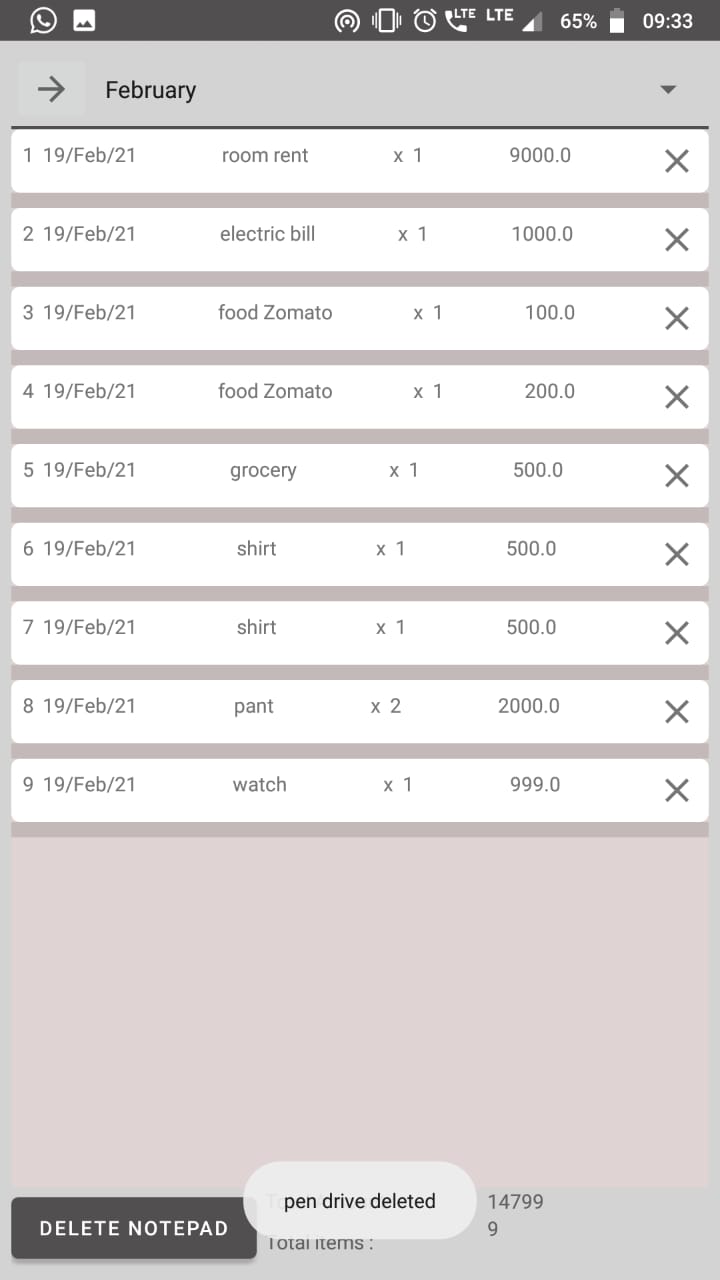 LTE LTE 65% 09:33
February
1 19/Feb/21 room rent x 1 9000.0
2 19/Feb/21 electric bill x 1 1000.0
3 19/Feb/21 food Zomato x 1 100.0
4 19/Feb/21 food Zomato x 1 200.0
5 19/Feb/21 grocery x 1 500.0
6 19/Feb/21 shirt x 1 500.0
7 19/Feb/21 shirt x 1 500.0
8 19/Feb/21 pant x 2 2000.0
9 19/Feb/21 watch x 1 999.0
pen drive deleted
14799
DELETE NOTEPAD
Total items : 9